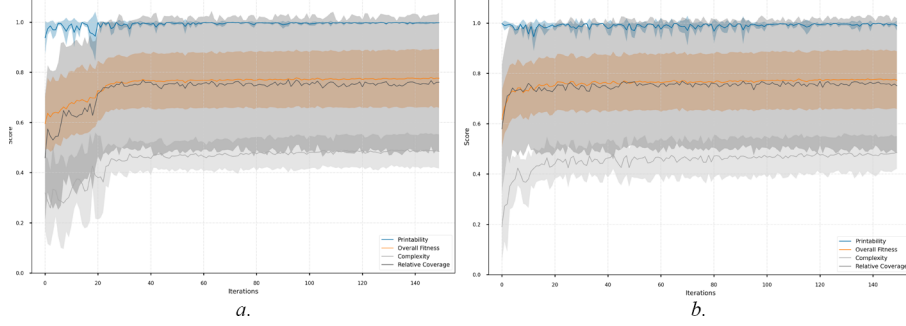 1.0
0.8
0.6
0.4
0.2
0.0
Score
0
20
40
60
80
100
120
140
Iterations
Printability
Overall Fitness
Complexity
Relative Coverage
a.
1.0
0.8
0.6
0.4
0.2
0.0
Score
0
20
40
60
80
100
120
140
Iterations
Printability
Overall Fitness
Complexity
Relative Coverage
b.